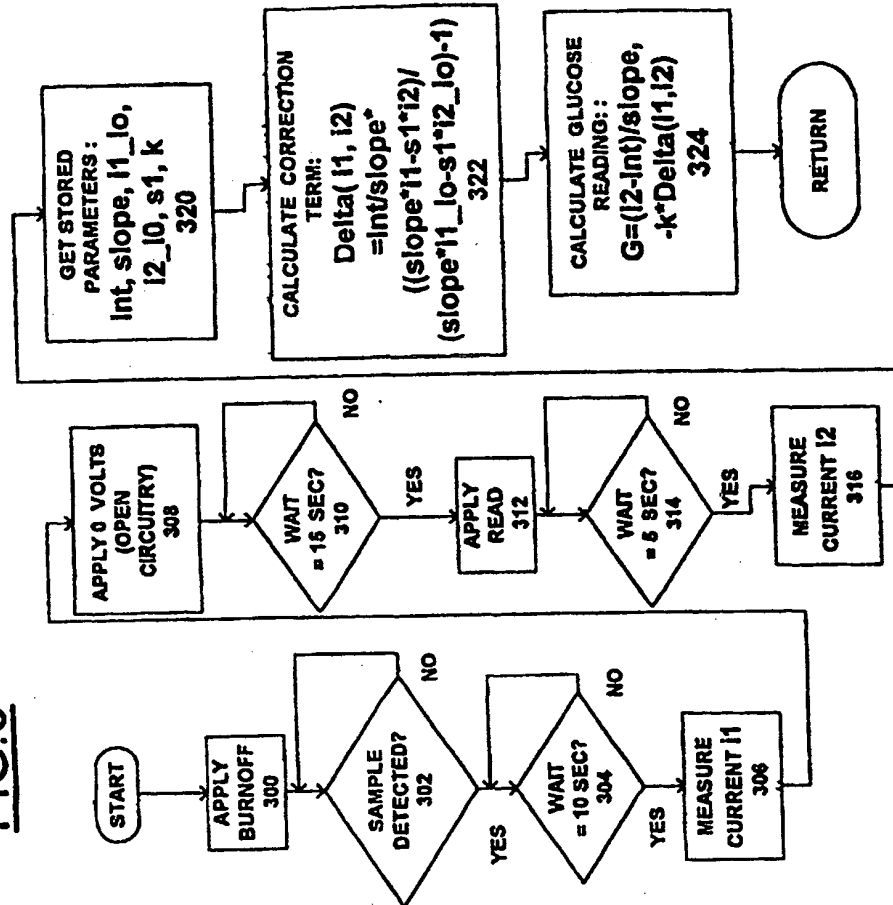 START
APPLY
BURNOFF
300
SAMPLE
DETECTED?
302
NO
YES
WAIT
= 10 SEC?
304
NO
YES
MEASURE
CURRENT I1
306
APPLY 0 VOLTS
(OPEN
CIRCUITRY)
308
WAIT
= 15 SEC?
310
NO
YES
APPLY
READ
312
WAIT
= 5 SEC?
314
NO
YES
MEASURE
CURRENT I2
316
GET STORED
PARAMETERS:
Int, slope, I1_lo,
I2_l0, s1, k
320
CALCULATE CORRECTION
TERM:
Delta( I1, I2)
=Int/slope*
((slope*I1-s1*I2)/
(slope*I1_lo-s1*I2_lo)-1)
322
CALCULATE GLUCOSE
READING::
G=(I2-Int)/slope,
-k*Delta(I1,I2)
324
RETURN